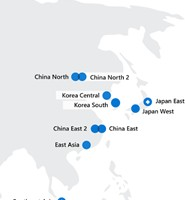 China North
China North 2
Korea Central
Korea South
Japan East
Japan West
China East 2
China East
East Asia